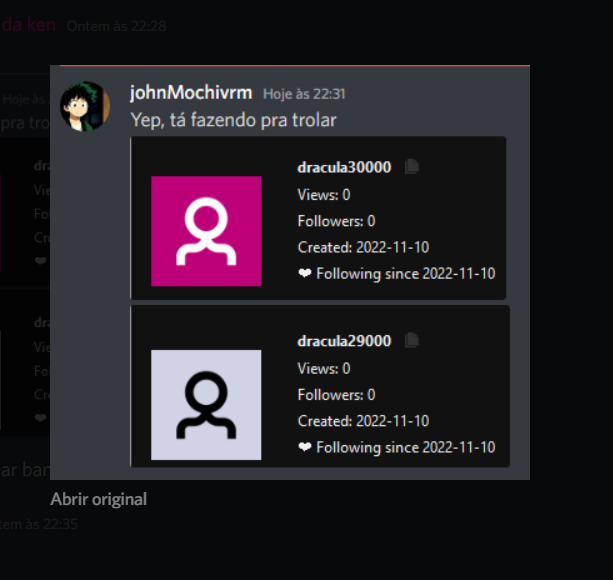 da ken Ontem às 22:28
johnMochivrm Hoje às 22:31
Hoje às
pra tro
Yep, tá fazendo pra trolar
dracula30000
Views: 0
Followers: 0
Created: 2022-11-10
❤ Following since 2022-11-10
dra
Vie
Fo
Cr
dracula29000
Views: 0
Followers: 0
Created: 2022-11-10
❤ Following since 2022-11-10
dra
Vie
Fo
Cr
ar ban
Abrir original
tem às 22:35